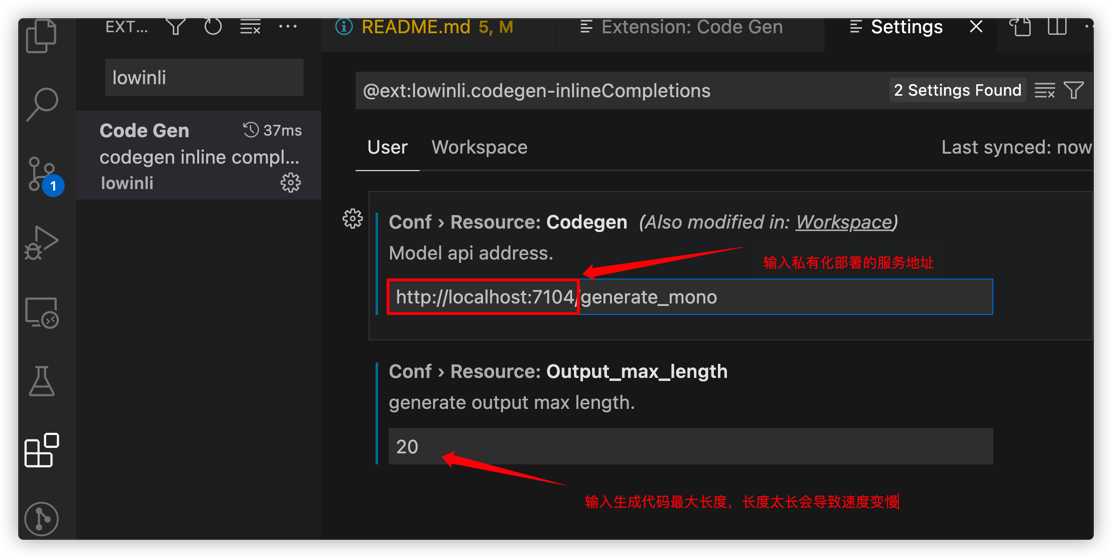 EXT...
README.md 5, M
Extension: Code Gen
Settings
lowinli
@ext:lowinli.codegen-inlineCompletions
2 Settings Found
Code Gen
37ms
codegen inline compl...
lowinli
1
User
Workspace
Last synced: now
Conf › Resource: Codegen (Also modified in: Workspace)
Model api address.
输入私有化部署的服务地址
http://localhost:7104/generate_mono
Conf › Resource: Output_max_length
generate output max length.
20
输入生成代码最大长度，长度太长会导致速度变慢